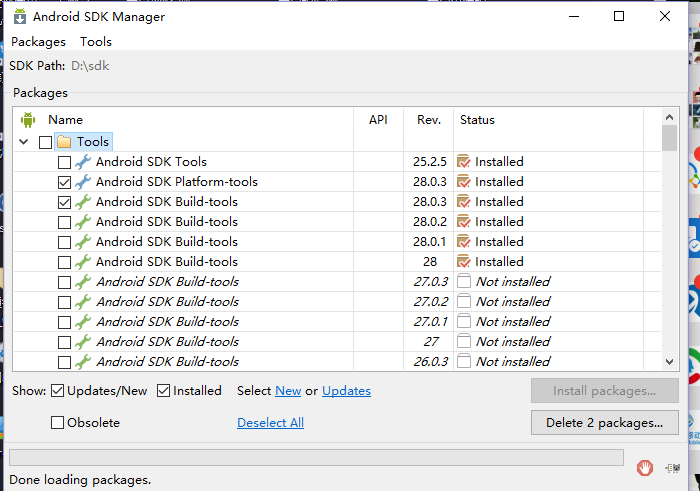 Android SDK Manager
Packages Tools
SDK Path: D:\sdk
Packages
Name API Rev. Status
Tools
Android SDK Tools 25.2.5 Installed
Android SDK Platform-tools 28.0.3 Installed
Android SDK Build-tools 28.0.3 Installed
Android SDK Build-tools 28.0.2 Installed
Android SDK Build-tools 28.0.1 Installed
Android SDK Build-tools 28 Installed
Android SDK Build-tools 27.0.3 Not installed
Android SDK Build-tools 27.0.2 Not installed
Android SDK Build-tools 27.0.1 Not installed
Android SDK Build-tools 27 Not installed
Android SDK Build-tools 26.0.3 Not installed
Show: Updates/New Installed Select New or Updates Install packages...
Obsolete Deselect All Delete 2 packages...
Done loading packages.